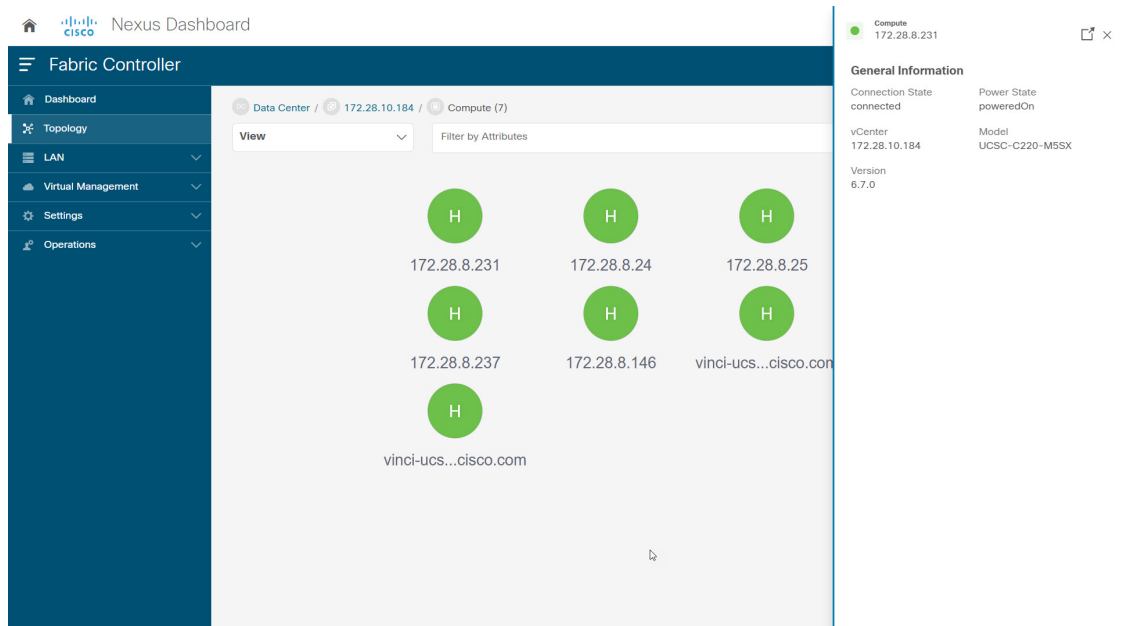 cisco Nexus Dashboard
Fabric Controller
Dashboard
Topology
LAN
Virtual Management
Settings
Operations
Data Center / 172.28.10.184 / Compute (7)
View
Filter by Attributes
H
172.28.8.231
H
172.28.8.24
H
172.28.8.25
H
172.28.8.237
H
172.28.8.146
H
vinci-ucs...cisco.con
H
vinci-ucs...cisco.com
Compute
172.28.8.231
General Information
Connection State
connected
Power State
poweredOn
vCenter
172.28.10.184
Model
UCSC-C220-M5SX
Version
6.7.0